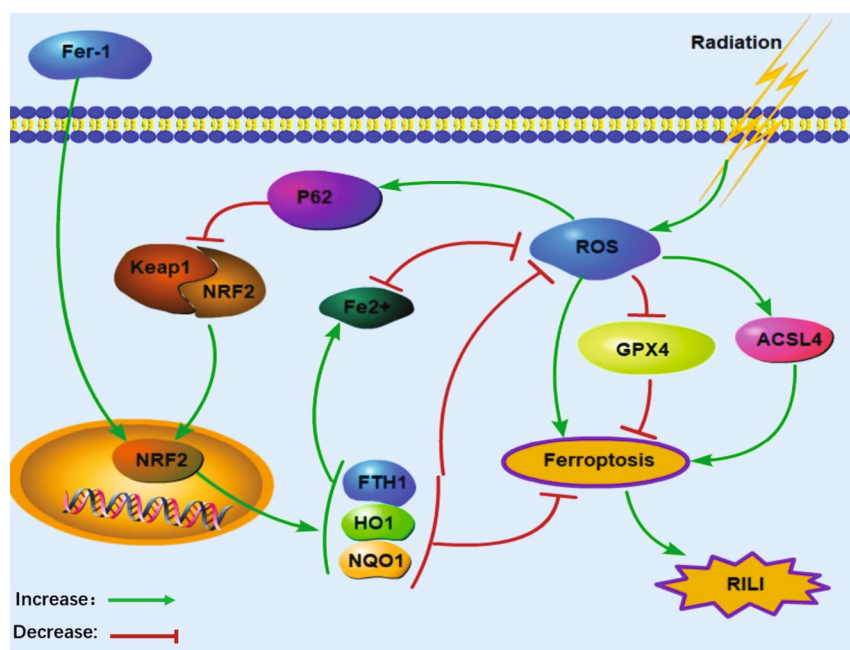 Fer-1
Radiation
P62
ROS
Keap1
NRF2
Fe2+
GPX4
ACSL4
NRF2
Ferroptosis
FTH1
HO1
NQO1
RILI
Increase:
Decrease: